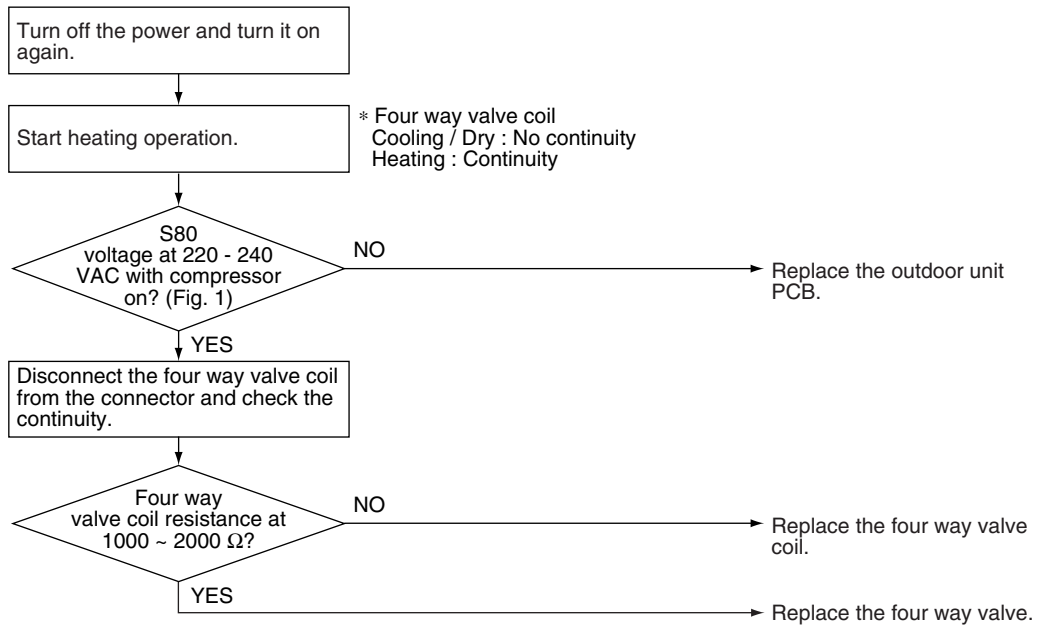 Turn off the power and turn it on
again.
Start heating operation.
* Four way valve coil
Cooling / Dry : No continuity
Heating : Continuity
S80
voltage at 220 - 240
VAC with compressor
on? (Fig. 1)
NO
Replace the outdoor unit
PCB.
YES
Disconnect the four way valve coil
from the connector and check the
continuity.
Four way
valve coil resistance at
1000 ~ 2000 Ω?
NO
Replace the four way valve
coil.
YES
Replace the four way valve.